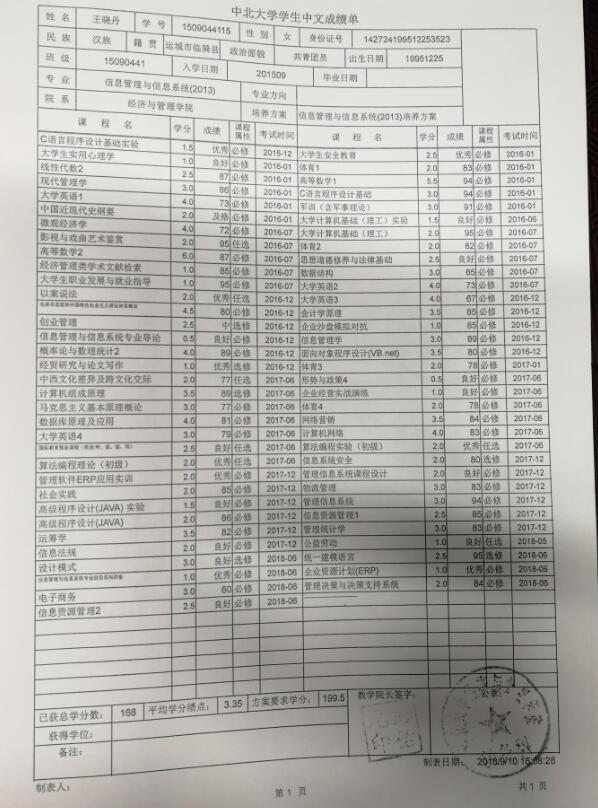 中北大学学生中文成绩单
姓名 王晓丹 学号 1509044115 性别 女 身份证号 142724199512253523
民族 汉族 籍贯 运城市临猗县 政治面貌 共青团员 出生日期 19951225
班级 15090441 入学日期 201509 毕业日期
专业 信息管理与信息系统(2013) 专业方向
院系 经济与管理学院 培养方案 信息管理与信息系统(2013)培养方案
课程名 学分 成绩 课程属性 考试时间 课程名 学分 成绩 课程属性 考试时间
C语言程序设计基础实验 1.5 优秀 必修 2015-12 大学生安全教育 2.5 优秀 必修 2016-01
大学生实用心理学 1.0 良好 必修 2016-01 体育1 2.0 83 必修 2016-01
线性代数2 2.5 87 必修 2016-01 高等数学1 5.5 94 必修 2016-01
现代管理学 3.0 86 必修 2016-01 C语言程序设计基础 3.0 94 必修 2016-01
大学英语1 4.0 73 必修 2016-01 军训（含军事理论） 3.0 91 必修 2016-01
中国近现代史纲要 2.0 及格 必修 2016-01 大学计算机基础（理工）实验 1.5 良好 必修 2016-06
微观经济学 4.0 72 必修 2016-07 大学计算机基础（理工） 2.0 95 必修 2016-07
影视与戏曲艺术鉴赏 2.0 95 任选 2016-07 体育2 2.0 82 必修 2016-07
高等数学2 6.0 87 必修 2016-07 思想道德修养与法律基础 2.5 良好 必修 2016-07
经济管理类学术文献检索 1.0 85 必修 2016-07 数据结构 3.0 85 必修 2016-07
大学生职业发展与就业指导 1.0 95 必修 2016-07 大学英语2 4.0 73 必修 2016-07
以案说法 2.0 优秀 任选 2016-12 大学英语3 4.0 67 必修 2016-12
毛泽东思想和中国特色社会主义理论体系概论 4.5 80 必修 2016-12 会计学原理 3.5 85 必修 2016-12
创业管理 2.5 中 选修 2016-12 企业沙盘模拟对抗 1.0 85 必修 2016-12
信息管理与信息系统专业导论 0.5 良好 必修 2016-12 信息管理学 3.0 89 必修 2016-12
概率论与数理统计2 4.0 89 必修 2016-12 面向对象程序设计(VB.net) 3.5 80 必修 2016-12
经贸研究与论文写作 1.0 优秀 选修 2016-12 体育3 2.0 78 必修 2017-01
中西文化差异及跨文化交际 2.0 77 任选 2017-06 形势与政策4 0.5 良好 必修 2017-06
计算机组成原理 3.5 89 选修 2017-06 企业经营实战演练 1.0 良好 必修 2017-06
马克思主义基本原理概论 3.0 77 必修 2017-06 体育4 2.0 78 必修 2017-06
数据库原理及应用 4.0 81 必修 2017-06 网络营销 3.5 84 必修 2017-06
大学英语4 3.0 79 必修 2017-06 计算机网络 4.0 83 必修 2017-06
2.5 良好 任选 2017-06 算法编程实验（初级） 2.0 优秀 任选 2017-06
算法编程理论（初级） 2.0 优秀 任选 2017-06 信息系统安全 2.0 80 选修 2017-12
管理软件ERP应用实训 2.0 优秀 必修 2017-12 管理信息系统课程设计 2.0 良好 必修 2017-12
社会实践 2.0 85 必修 2017-12 物流管理 3.0 83 必修 2017-12
高级程序设计(JAVA) 实验 1.5 良好 必修 2017-12 管理信息系统 3.0 94 必修 2017-12
高级程序设计(JAVA) 2.0 86 必修 2017-12 信息资源管理1 2.5 85 必修 2017-12
运筹学 3.5 82 必修 2017-12 管理统计学 3.0 83 必修 2017-12
信息法规 2.0 良好 必修 2017-12 公益劳动 1.0 良好 任选 2018-05
设计模式 3.0 良好 选修 2018-06 统一建模语言 2.5 95 选修 2018-06
1.0 优秀 必修 2018-06 企业资源计划(ERP) 1.0 优秀 必修 2018-06
电子商务 3.0 60 必修 2018-06 管理决策与决策支持系统 2.0 84 必修 2018-06
信息资源管理2 2.5 良好 必修 2018-06
已获总学分数： 168 平均学分绩点： 3.35 方案要求学分： 199.5 教学院长签字： 公章：
获得学位：
备注：
制表日期： 2018/9/10 16:08:28
制表人： 第 1 页 共 1 页